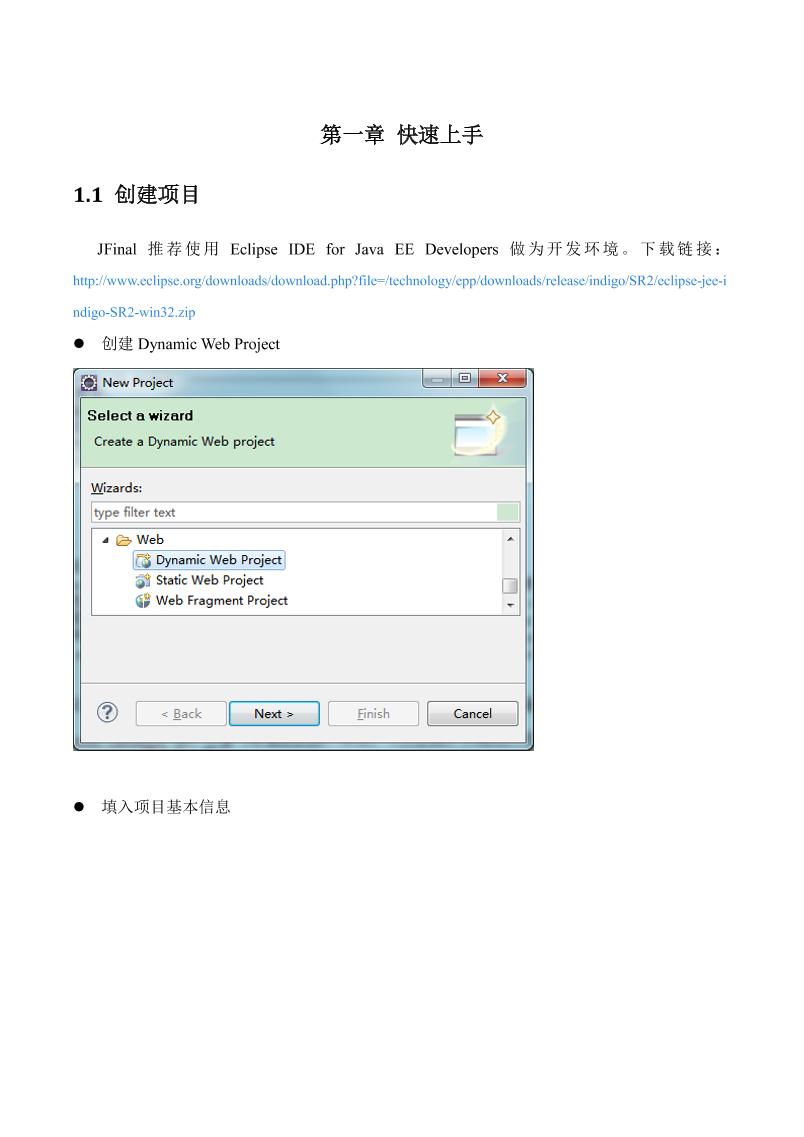 第一章 快速上手
1.1 创建项目
JFinal 推荐使用 Eclipse IDE for Java EE Developers 做为开发环境。下载链接：
http://www.eclipse.org/downloads/download.php?file=/technology/epp/downloads/release/indigo/SR2/eclipse-jee-i
ndigo-SR2-win32.zip
● 创建 Dynamic Web Project
New Project
Select a wizard
Create a Dynamic Web project
Wizards:
type filter text
Web
Dynamic Web Project
Static Web Project
Web Fragment Project
? < Back Next > Finish Cancel
● 填入项目基本信息